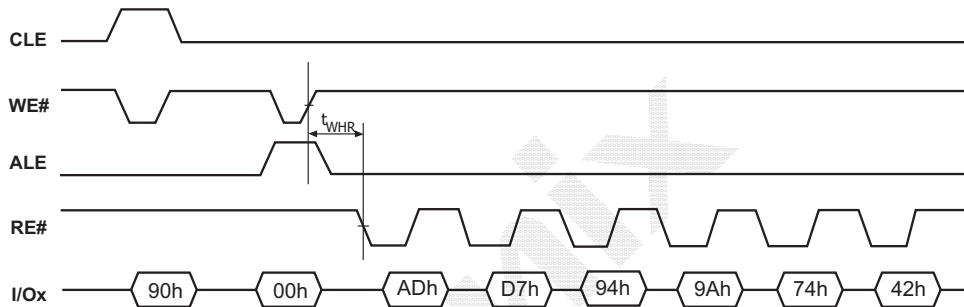 CLE
WE#
tWHR
ALE
RE#
I/Ox 90h 00h ADh D7h 94h 9Ah 74h 42h